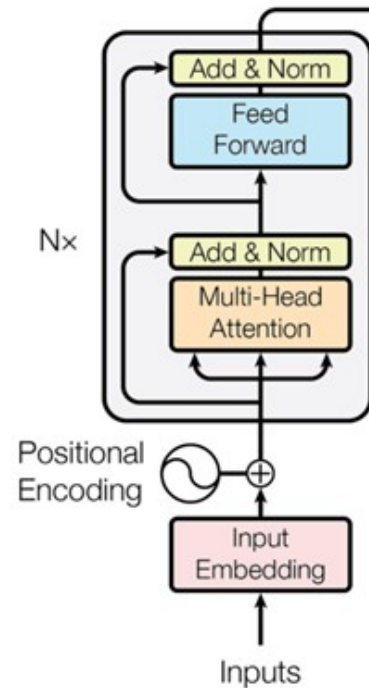 Add & Norm
Feed
Forward
N×
Add & Norm
Multi-Head
Attention
Positional
Encoding
Input
Embedding
Inputs